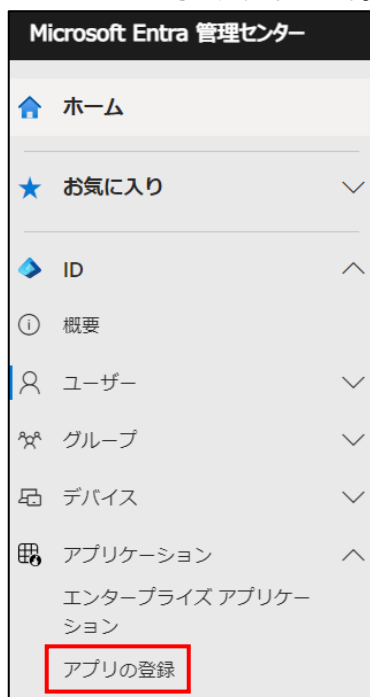 Microsoft Entra 管理センター
ホーム
お気に入り
ID
概要
ユーザー
グループ
デバイス
アプリケーション
エンタープライズ アプリケー
ション
アプリの登録